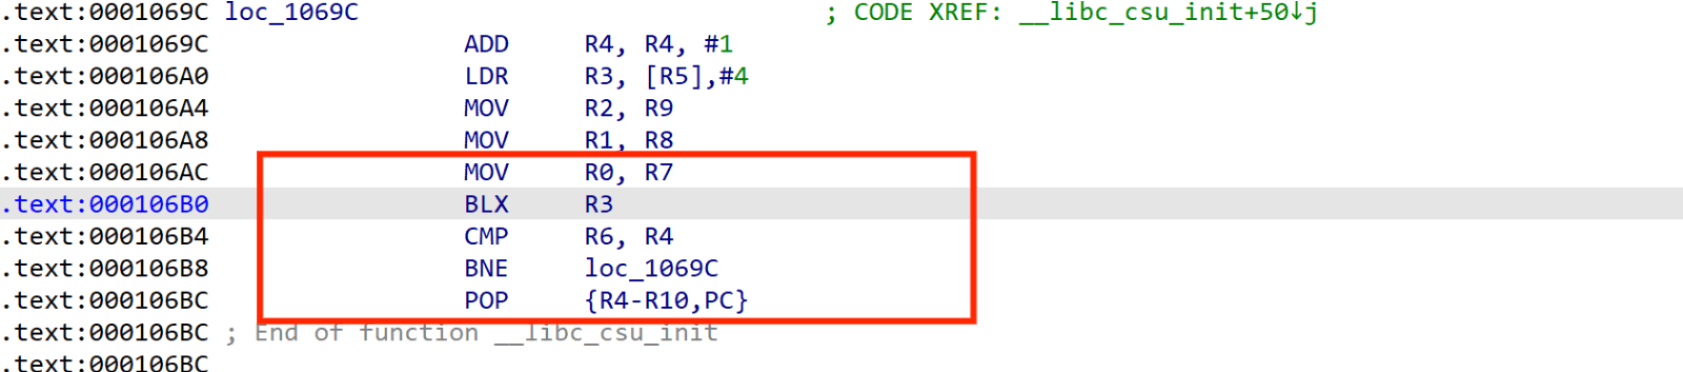 .text:0001069C loc_1069C ; CODE XREF: __libc_csu_init+50↓j
.text:0001069C ADD R4, R4, #1
.text:000106A0 LDR R3, [R5],#4
.text:000106A4 MOV R2, R9
.text:000106A8 MOV R1, R8
.text:000106AC MOV R0, R7
.text:000106B0 BLX R3
.text:000106B4 CMP R6, R4
.text:000106B8 BNE loc_1069C
.text:000106BC POP {R4-R10,PC}
.text:000106BC ; End of function __libc_csu_init
.text:000106BC